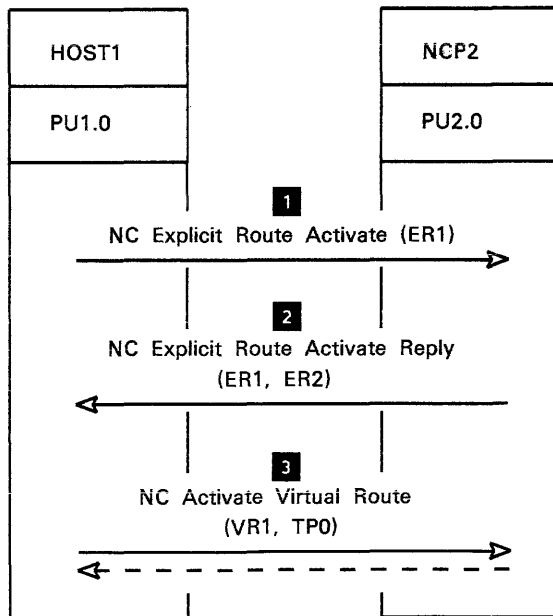 HOST1
NCP2
PU1.0
PU2.0
1
NC Explicit Route Activate (ER1)
2
NC Explicit Route Activate Reply
(ER1, ER2)
3
NC Activate Virtual Route
(VR1, TP0)